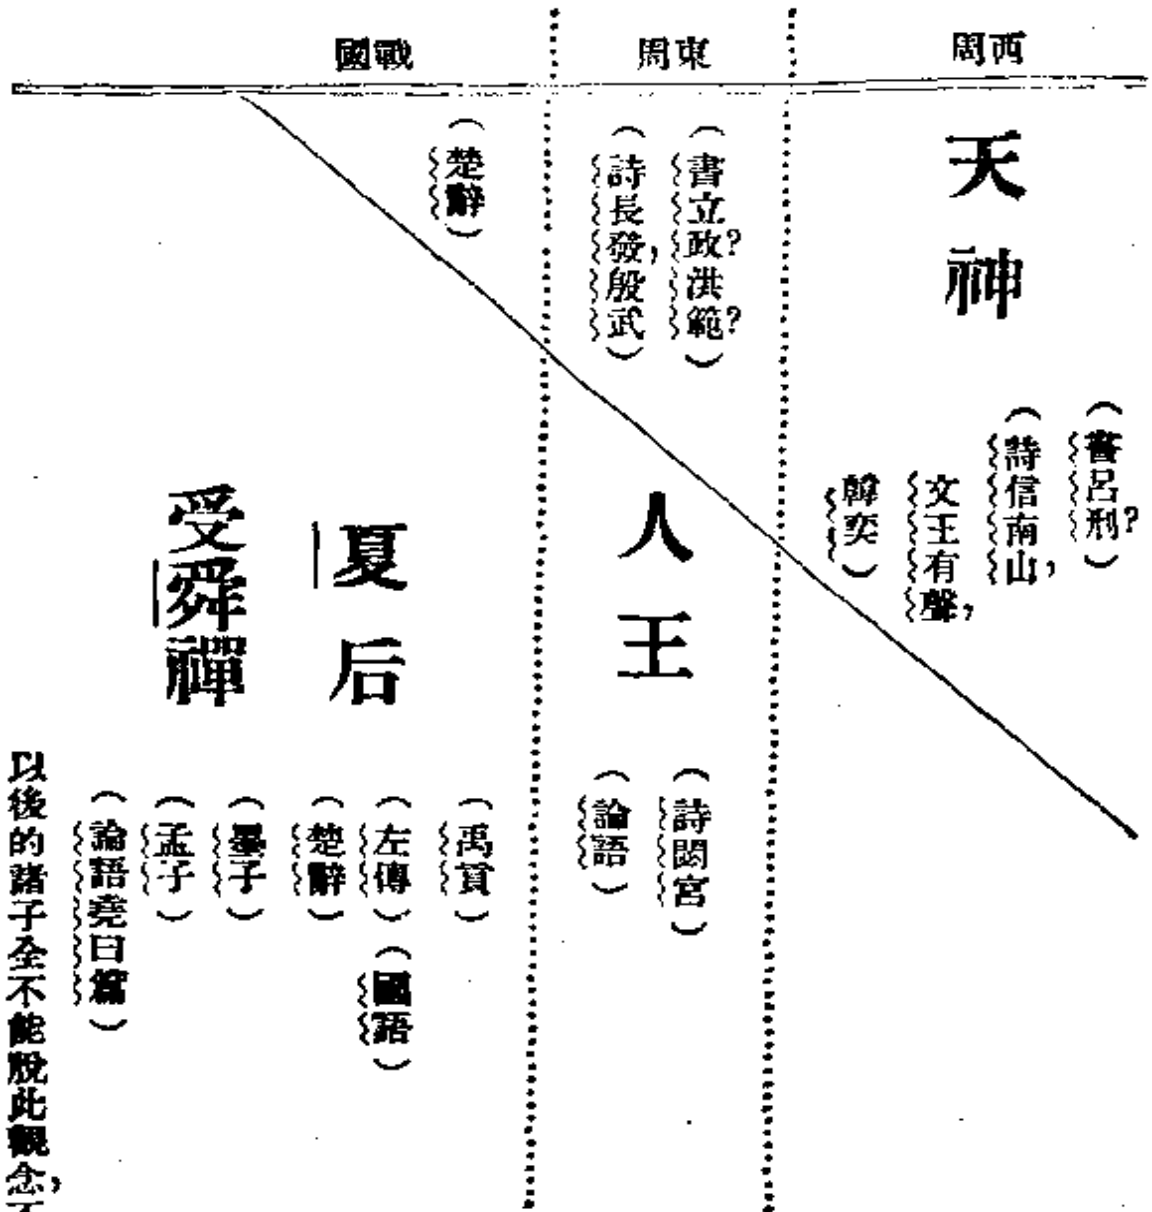 西周
東周
戰國
天神
(書呂刑?)
(詩信南山,
文王有聲,
韓奕)
(書立政?洪範?)
(詩長發,殷武)
人王
(詩閟宮)
(論語)
(楚辭)
夏后
受舜禪
(禹貢)
(左傳)(國語)
(楚辭)
(墨子)
(孟子)
(論語堯曰篇)
以後的諸子全不能脫此觀念,